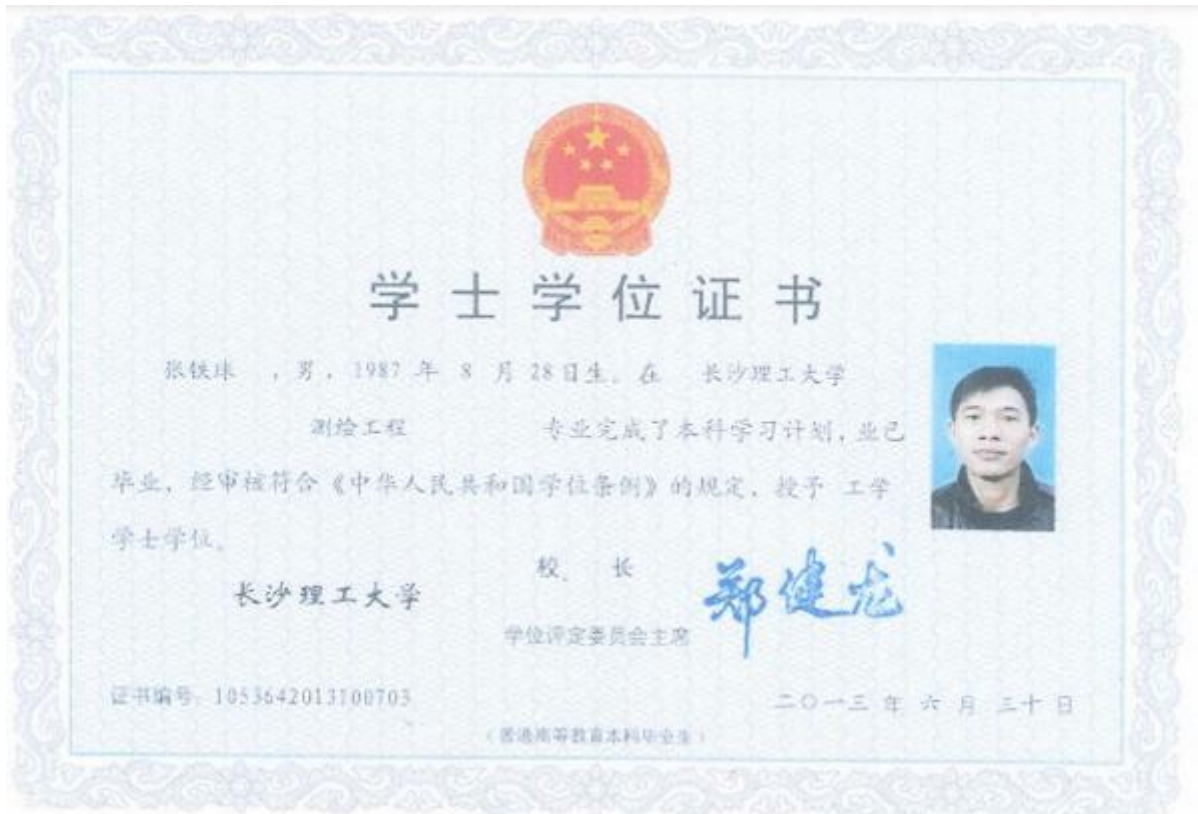 学士学位证书
张铁球 ,男,1987 年 8 月 28日生。在 长沙理工大学
测绘工程 专业完成了本科学习计划,业已
毕业,经审核符合《中华人民共和国学位条例》的规定,授予 工学
学士学位。
校 长 郑健龙
长沙理工大学
学位评定委员会主席
证书编号:1053642013100703
二〇一三 年 六 月 三十 日
(普通高等教育本科毕业生)